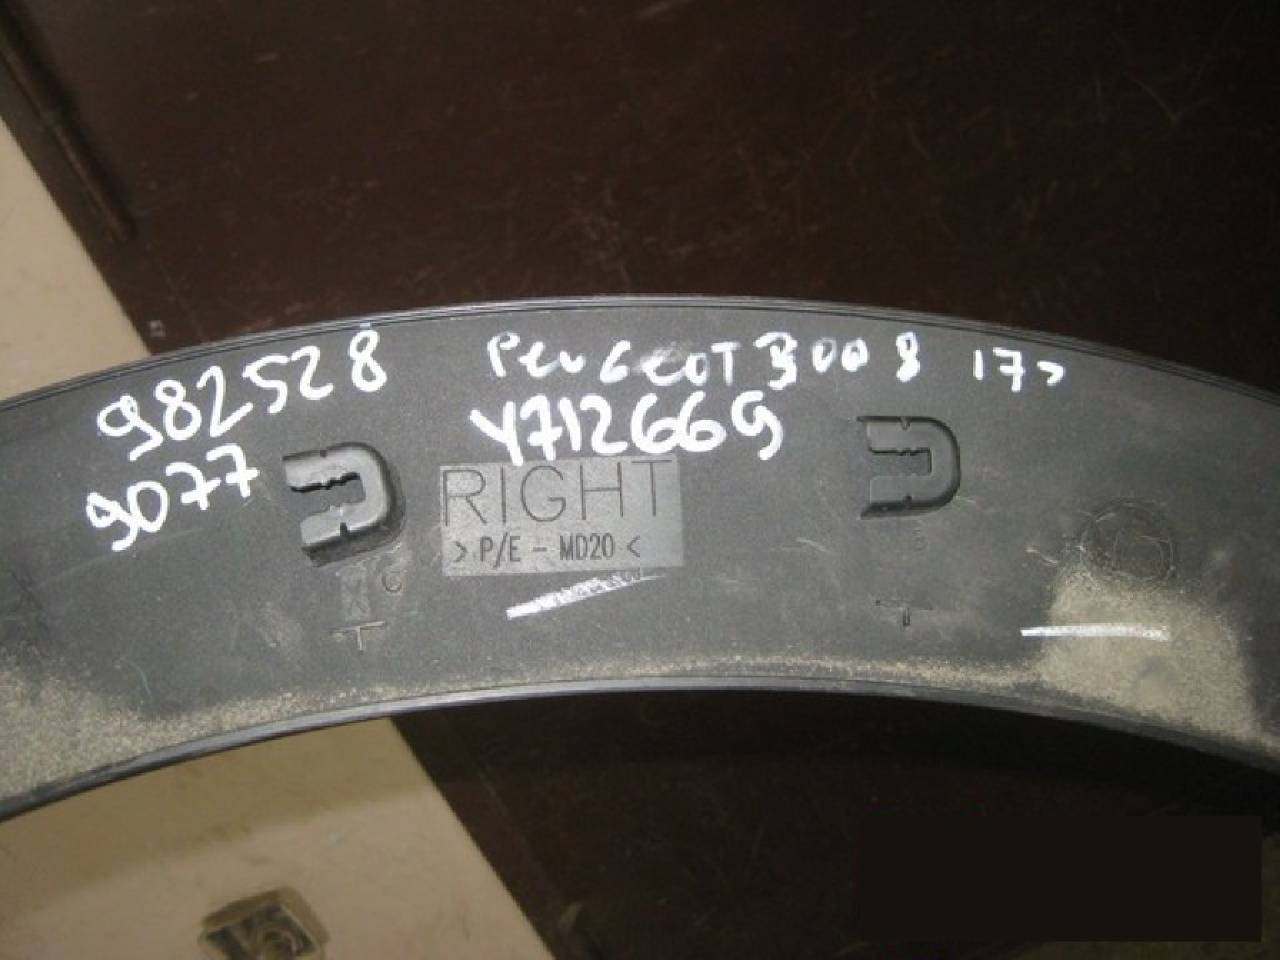 982528
9077
PEUGEOT 3008 17>
Y712669
RIGHT
> P/E - MD20 <